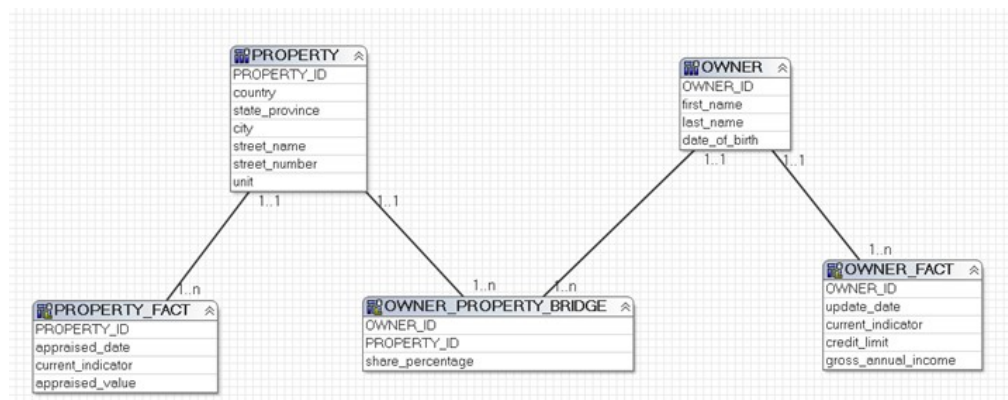 PROPERTY
PROPERTY_ID
country
state_province
city
street_name
street_number
unit
OWNER
OWNER_ID
first_name
last_name
date_of_birth
1..1
1..1
1..1
1..1
1..n
1..n
1..n
1..n
PROPERTY_FACT
PROPERTY_ID
appraised_date
current_indicator
appraised_value
OWNER_PROPERTY_BRIDGE
OWNER_ID
PROPERTY_ID
share_percentage
OWNER_FACT
OWNER_ID
update_date
current_indicator
credit_limit
gross_annual_income